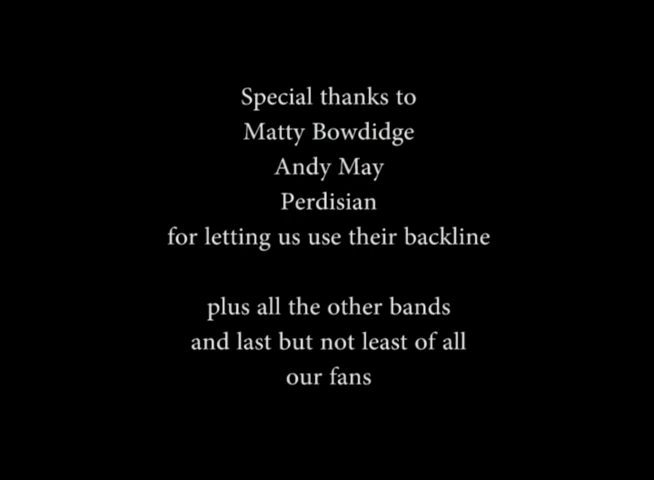 Special thanks to
Matty Bowdidge
Andy May
Perdisian
for letting us use their backline
plus all the other bands
and last but not least of all
our fans